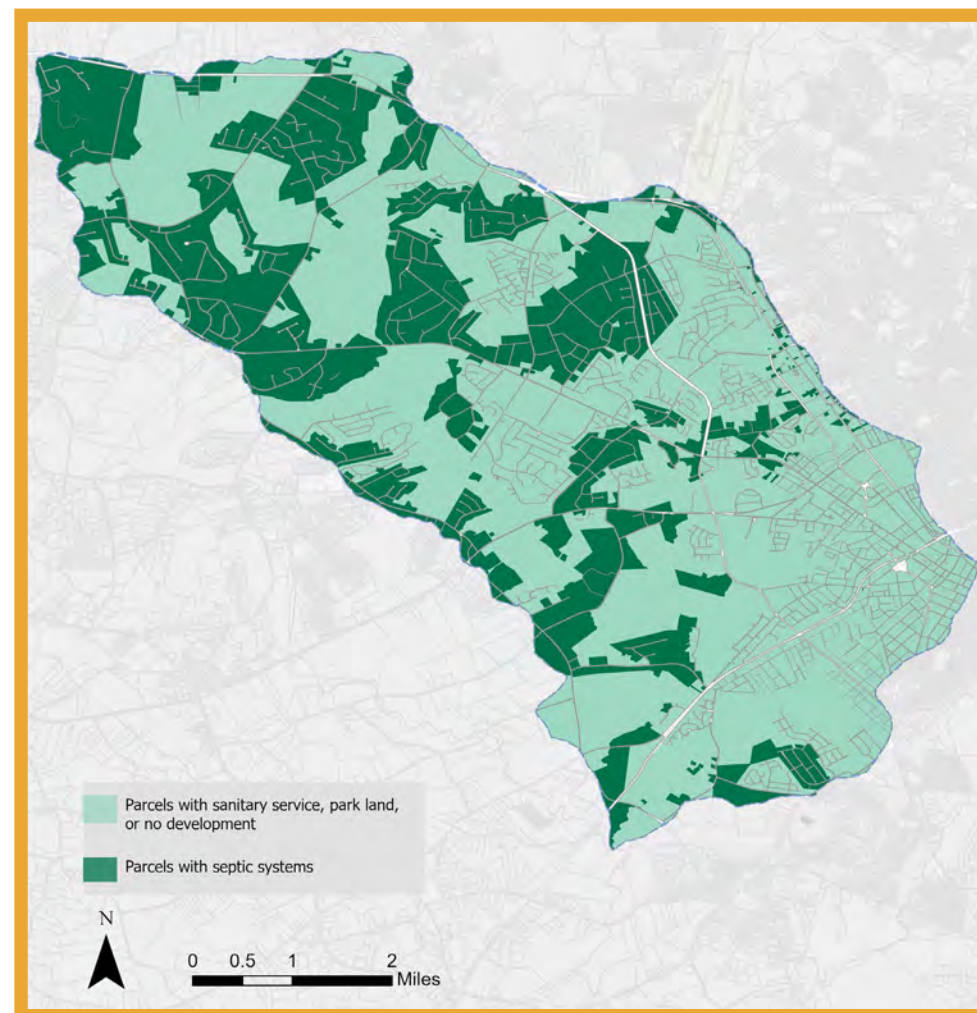 Parcels with sanitary service, park land,
or no development
Parcels with septic systems
N
0 0.5 1 2
Miles